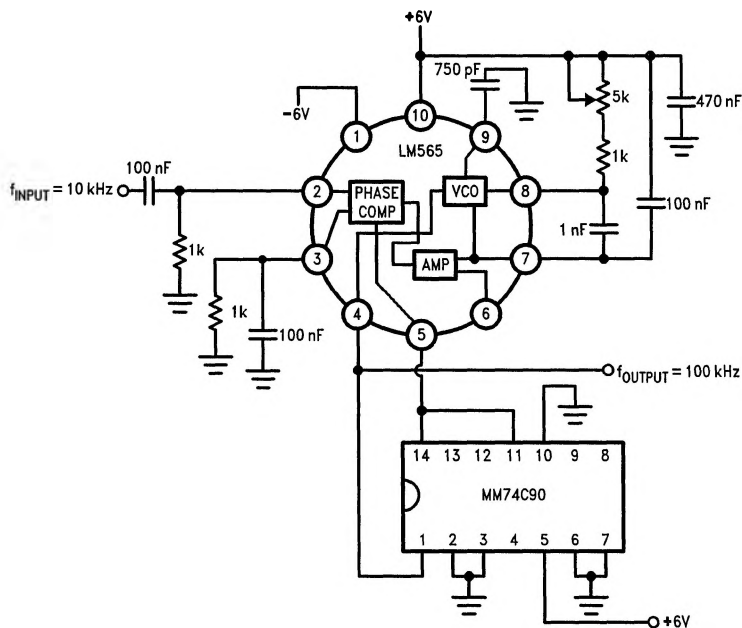 +6V
750 pF
-6V
5k
470 nF
10
1
9
LM565
100 nF
1k
fINPUT = 10 kHz
2
PHASE COMP
VCO
8
1 nF
100 nF
1k
3
AMP
7
1k
100 nF
4
5
6
fOUTPUT = 100 kHz
14 13 12 11 10 9 8
MM74C90
1 2 3 4 5 6 7
+6V